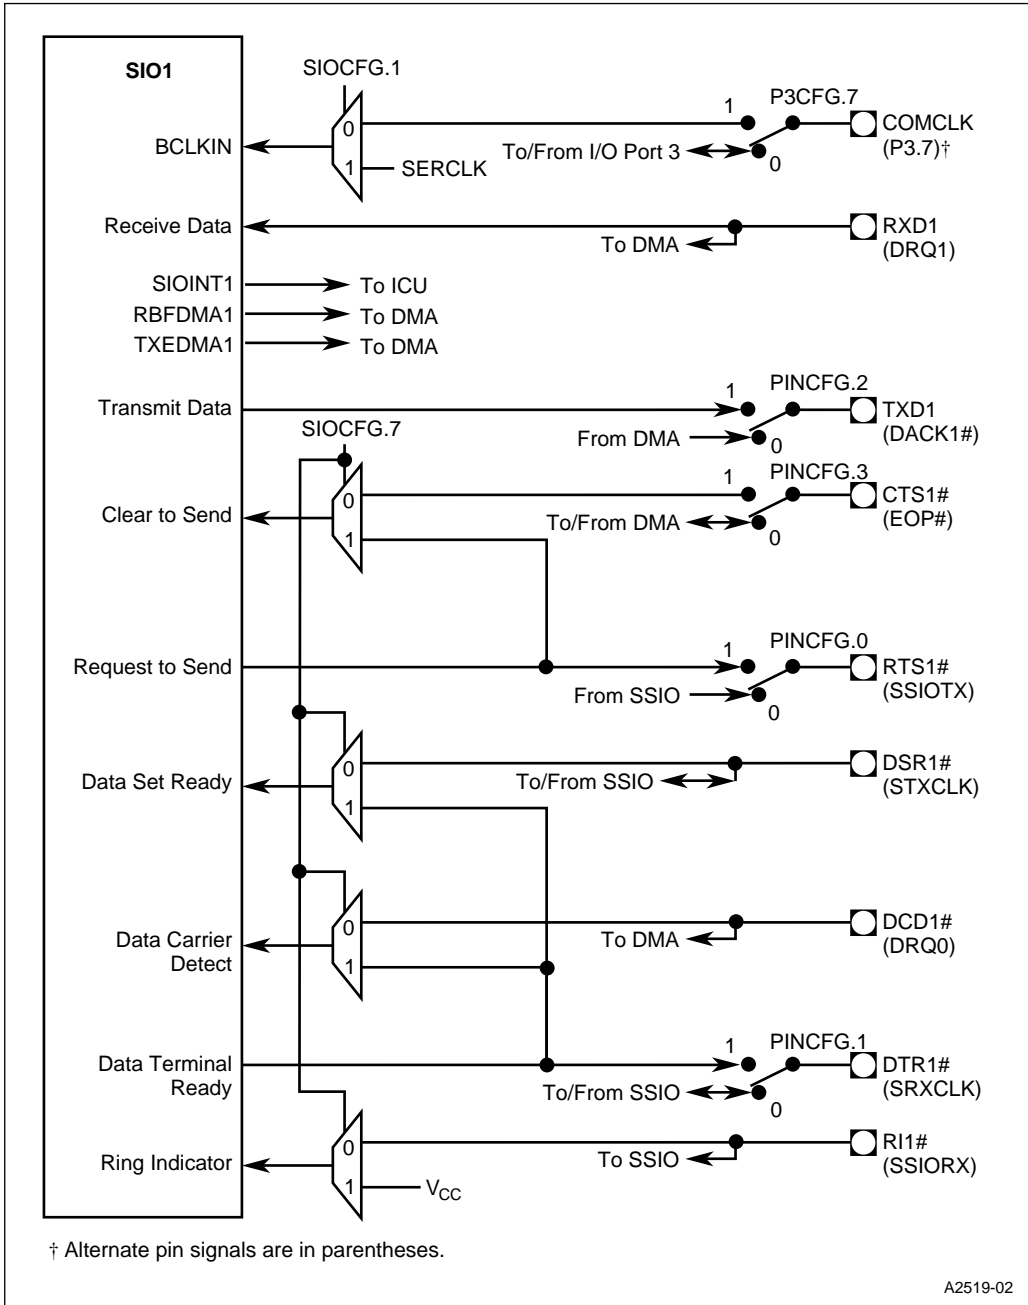 SIO1
SIOCFG.1
P3CFG.7
1
COMCLK
(P3.7)†
0
BCLKIN
1
SERCLK
To/From I/O Port 3
0
Receive Data
To DMA
RXD1
(DRQ1)
SIOINT1
To ICU
RBFDMA1
To DMA
TXEDMA1
To DMA
PINCFG.2
1
Transmit Data
TXD1
(DACK1#)
From DMA
0
SIOCFG.7
PINCFG.3
1
0
CTS1#
(EOP#)
Clear to Send
To/From DMA
0
1
PINCFG.0
1
Request to Send
RTS1#
(SSIOTX)
From SSIO
0
0
DSR1#
(STXCLK)
Data Set Ready
To/From SSIO
1
0
DCD1#
(DRQ0)
Data Carrier
Detect
To DMA
1
PINCFG.1
1
Data Terminal
Ready
DTR1#
(SRXCLK)
To/From SSIO
0
0
RI1#
(SSIORX)
Ring Indicator
To SSIO
1
VCC
† Alternate pin signals are in parentheses.
A2519-02